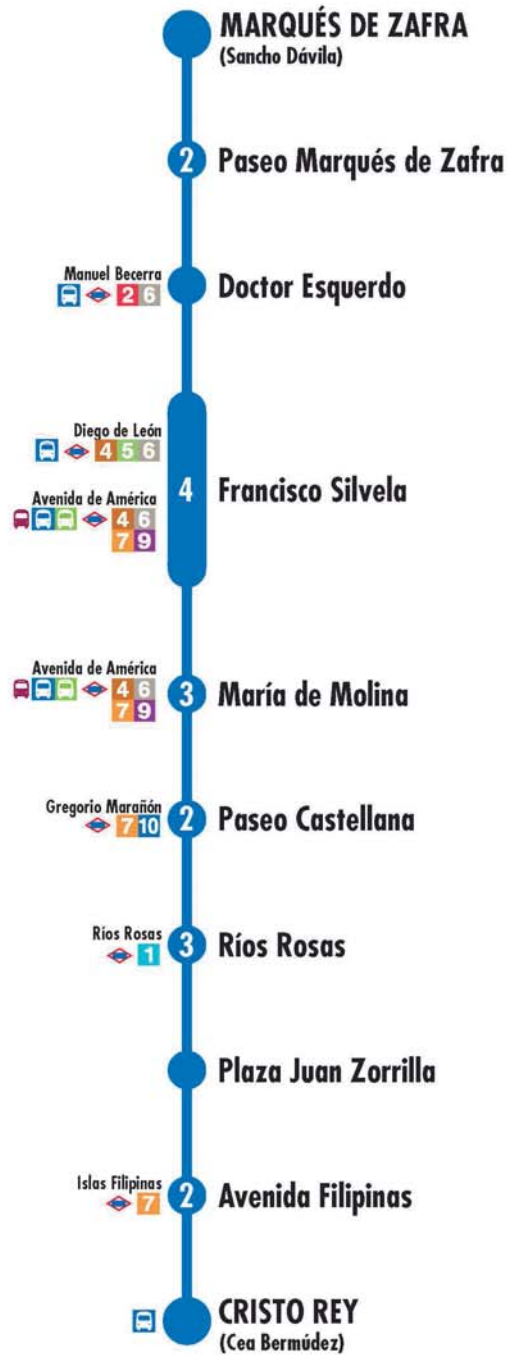 MARQUÉS DE ZAFRA
(Sancho Dávila)
2 Paseo Marqués de Zafra
Manuel Becerra
2 6
Doctor Esquerdo
Diego de León
4 5 6
Avenida de América
4 6
7 9
4 Francisco Silvela
Avenida de América
4 6
7 9
3 María de Molina
Gregorio Marañón
7 10
2 Paseo Castellana
Ríos Rosas
1
3 Ríos Rosas
Plaza Juan Zorrilla
Islas Filipinas
7
2 Avenida Filipinas
CRISTO REY
(Cea Bermúdez)